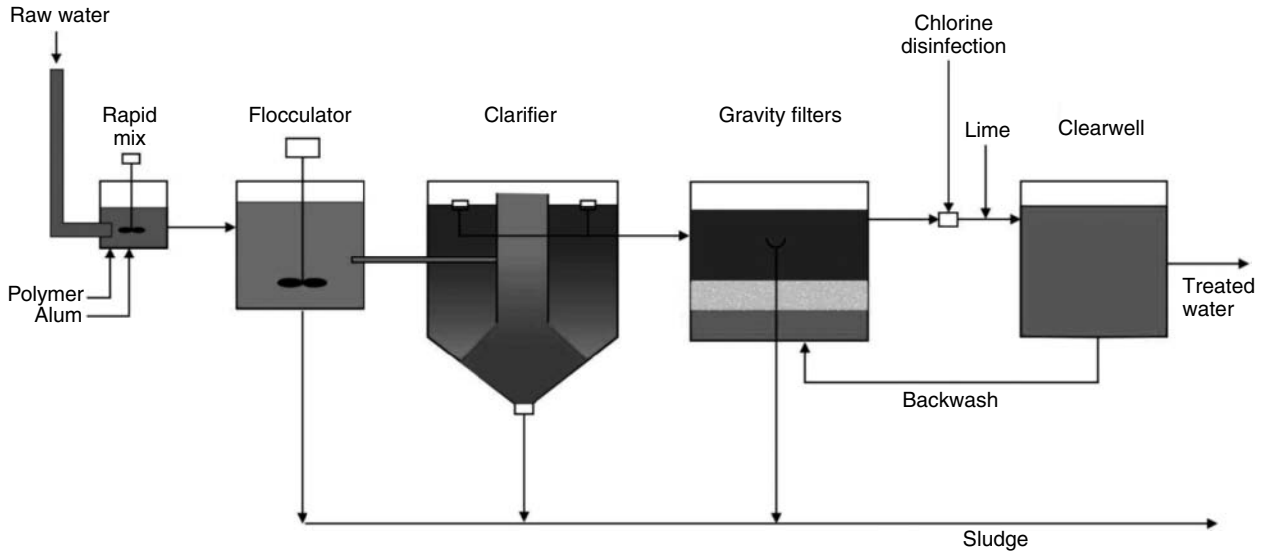 Raw water
Rapid
mix
Flocculator
Clarifier
Gravity filters
Chlorine
disinfection
Lime
Clearwell
Polymer
Alum
Treated
water
Backwash
Sludge